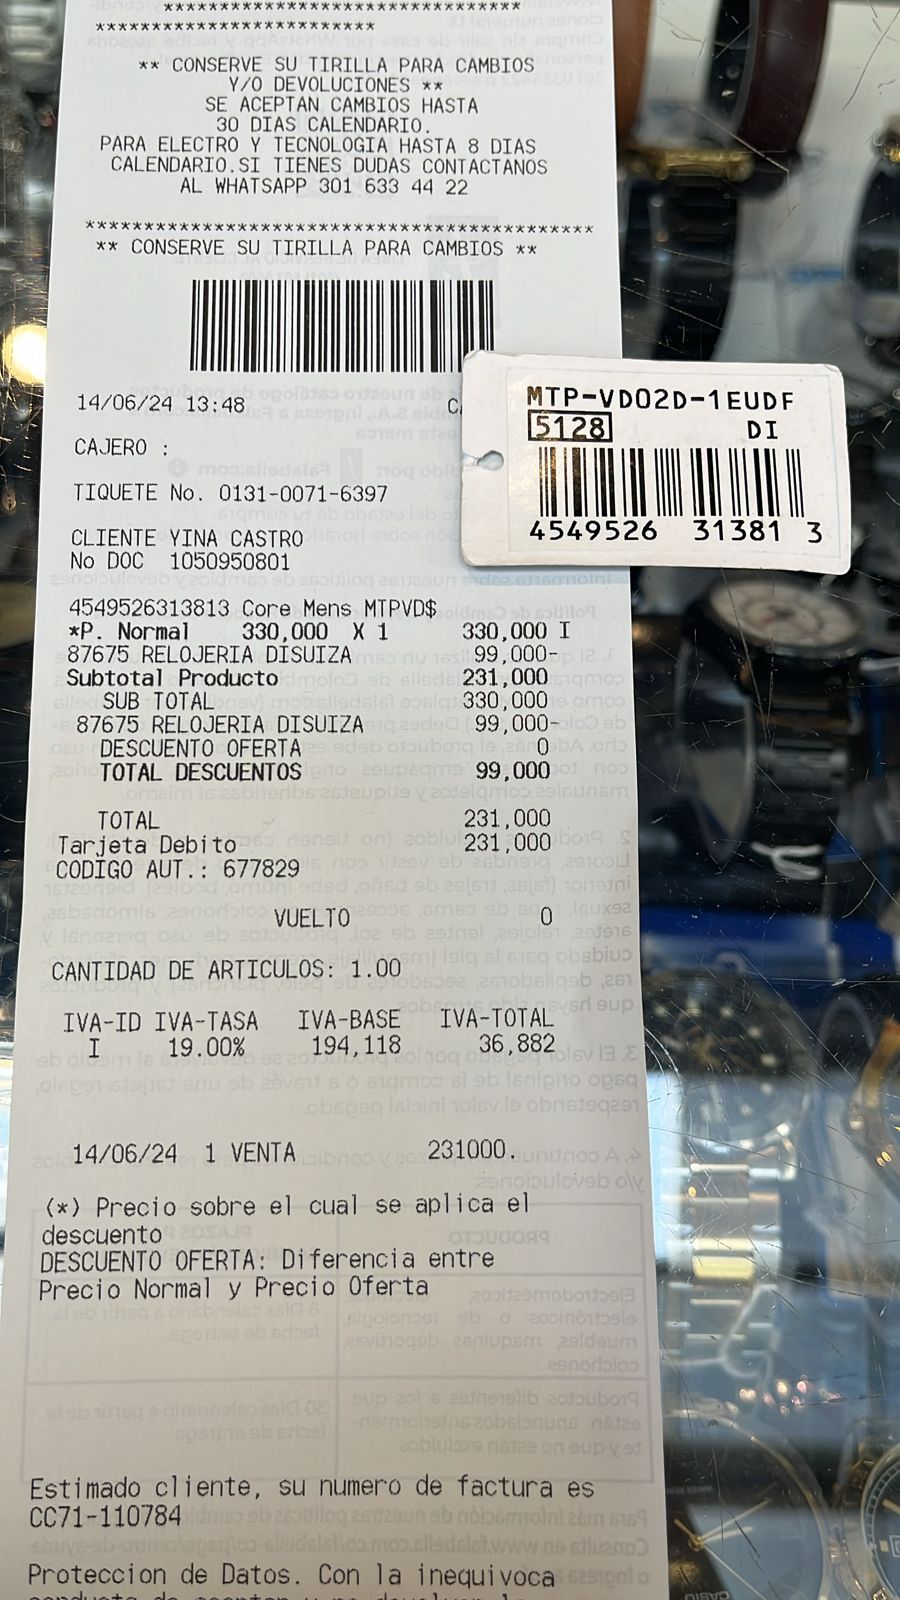 *******************************
************************
** CONSERVE SU TIRILLA PARA CAMBIOS
Y/O DEVOLUCIONES **
SE ACEPTAN CAMBIOS HASTA
30 DIAS CALENDARIO.
PARA ELECTRO Y TECNOLOGIA HASTA 8 DIAS
CALENDARIO.SI TIENES DUDAS CONTACTANOS
AL WHATSAPP 301 633 44 22
********************************************
** CONSERVE SU TIRILLA PARA CAMBIOS **
14/06/24 13:48
CAJERO :
TIQUETE No. 0131-0071-6397
CLIENTE YINA CASTRO
No DOC 1050950801
MTP-VD02D-1EUDF
5128 DI
4549526 31381 3
4549526313813 Core Mens MTPVD$
*P. Normal 330,000 X 1 330,000 I
87675 RELOJERIA DISUIZA 99,000-
Subtotal Producto 231,000
SUB TOTAL 330,000
87675 RELOJERIA DISUIZA 99,000-
DESCUENTO OFERTA 0
TOTAL DESCUENTOS 99,000
TOTAL 231,000
Tarjeta Debito 231,000
CODIGO AUT.: 677829
VUELTO 0
CANTIDAD DE ARTICULOS: 1.00
IVA-ID IVA-TASA IVA-BASE IVA-TOTAL
I 19.00% 194,118 36,882
14/06/24 1 VENTA 231000.
(*) Precio sobre el cual se aplica el
descuento
DESCUENTO OFERTA: Diferencia entre
Precio Normal y Precio Oferta
Estimado cliente, su numero de factura es
CC71-110784
Proteccion de Datos. Con la inequivoca